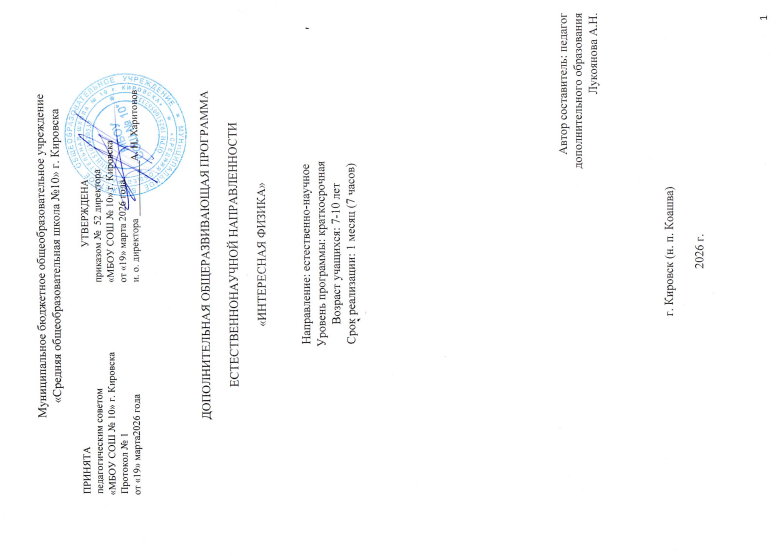 Муниципальное бюджетное общеобразовательное учреждение
«Средняя общеобразовательная школа №10» г. Кировска
ПРИНЯТА
педагогическим советом
«МБОУ СОШ № 10» г. Кировска
Протокол № 1
от «19» марта2026 года
УТВЕРЖДЕНА
приказом № 52 директора
«МБОУ СОШ № 10» г. Кировска
от «19» марта 2026 года
и. о. директора А. Н. Харитонов
ДОПОЛНИТЕЛЬНАЯ ОБЩЕРАЗВИВАЮЩАЯ ПРОГРАММА
ЕСТЕСТВЕННОНАУЧНОЙ НАПРАВЛЕННОСТИ
«ИНТЕРЕСНАЯ ФИЗИКА»
Направление: естественно-научное
Уровень программы: краткосрочная
Возраст учащихся: 7-10 лет
Срок реализации: 1 месяц (7 часов)
Автор составитель: педагог
дополнительного образования
Лукоянова А.Н.
г. Кировск (н. п. Коашва)
2026 г.
1